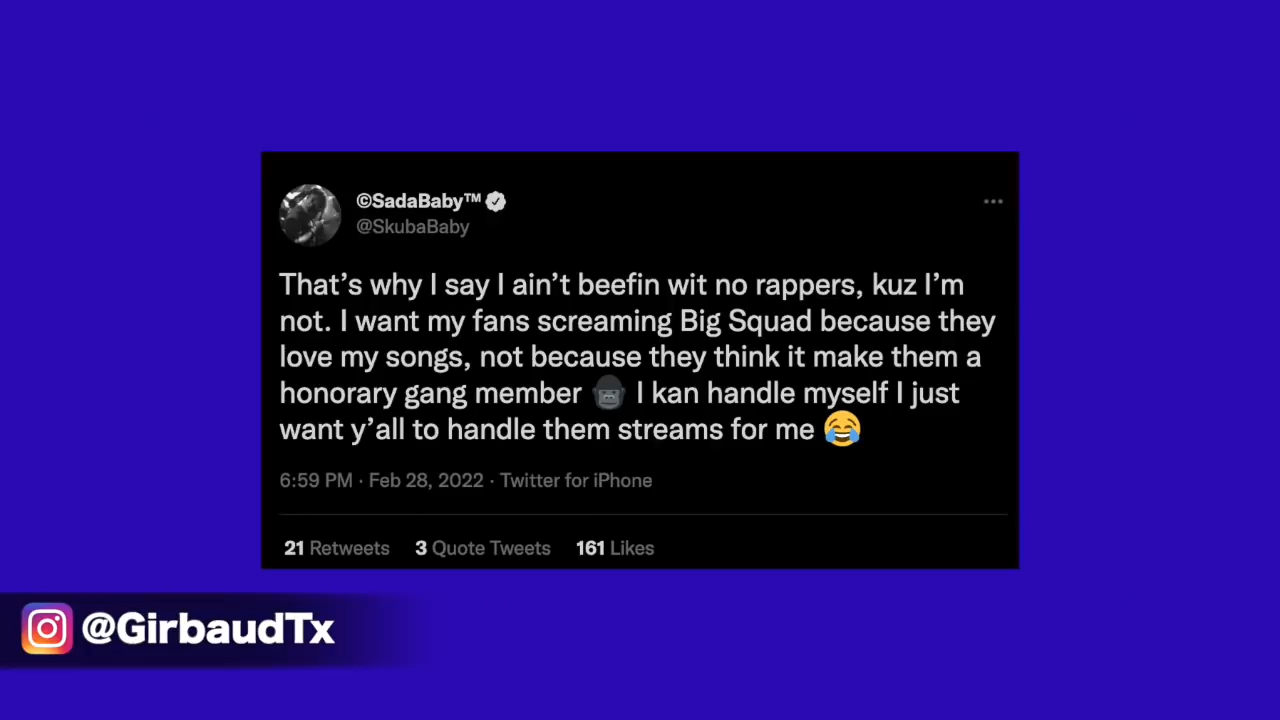 ©SadaBaby™
@SkubaBaby
That’s why I say I ain’t beefin wit no rappers, kuz I’m
not. I want my fans screaming Big Squad because they
love my songs, not because they think it make them a
honorary gang member 🦍 I kan handle myself I just
want y’all to handle them streams for me 😂
6:59 PM · Feb 28, 2022 · Twitter for iPhone
21 Retweets 3 Quote Tweets 161 Likes
@GirbaudTx